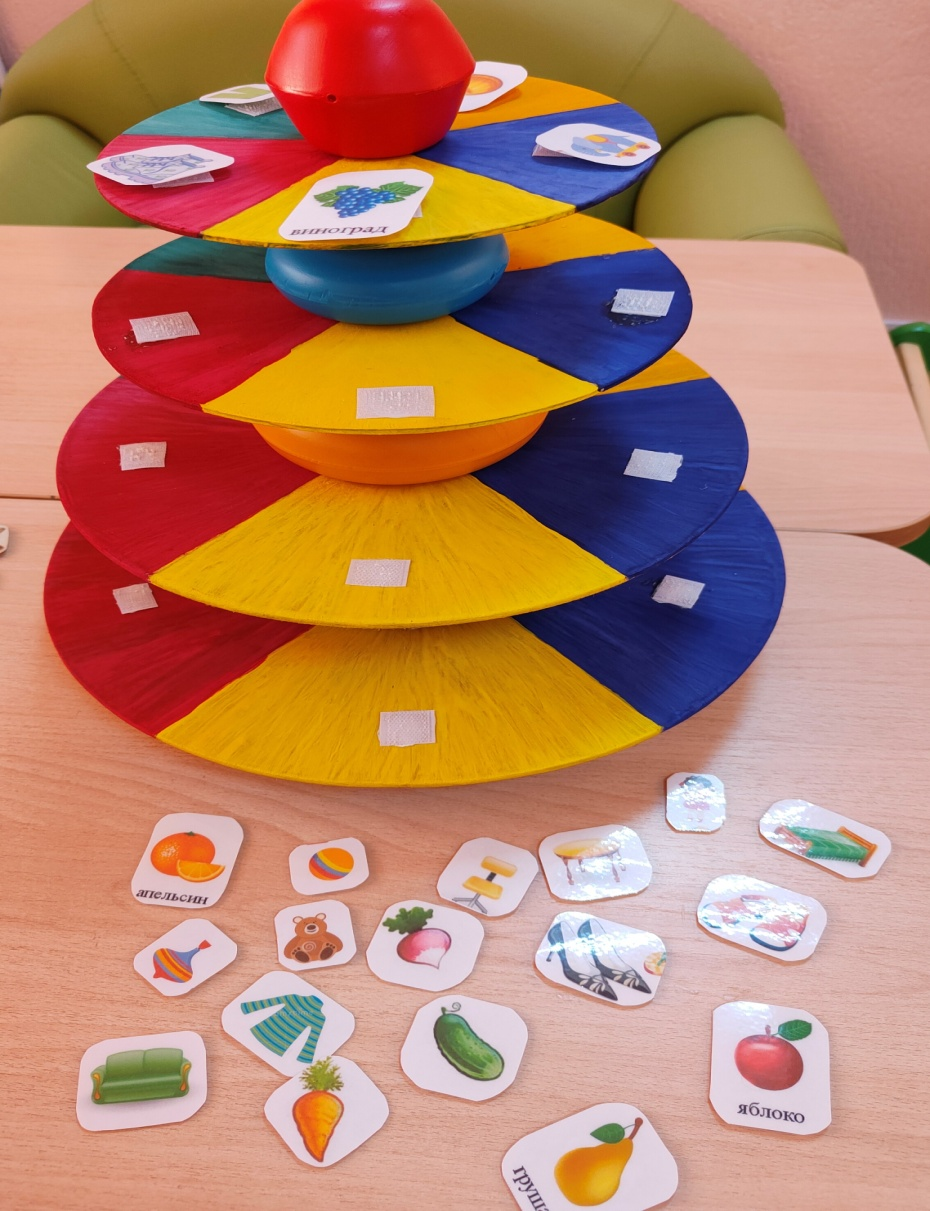 виноград
апельсин
яблоко
груша